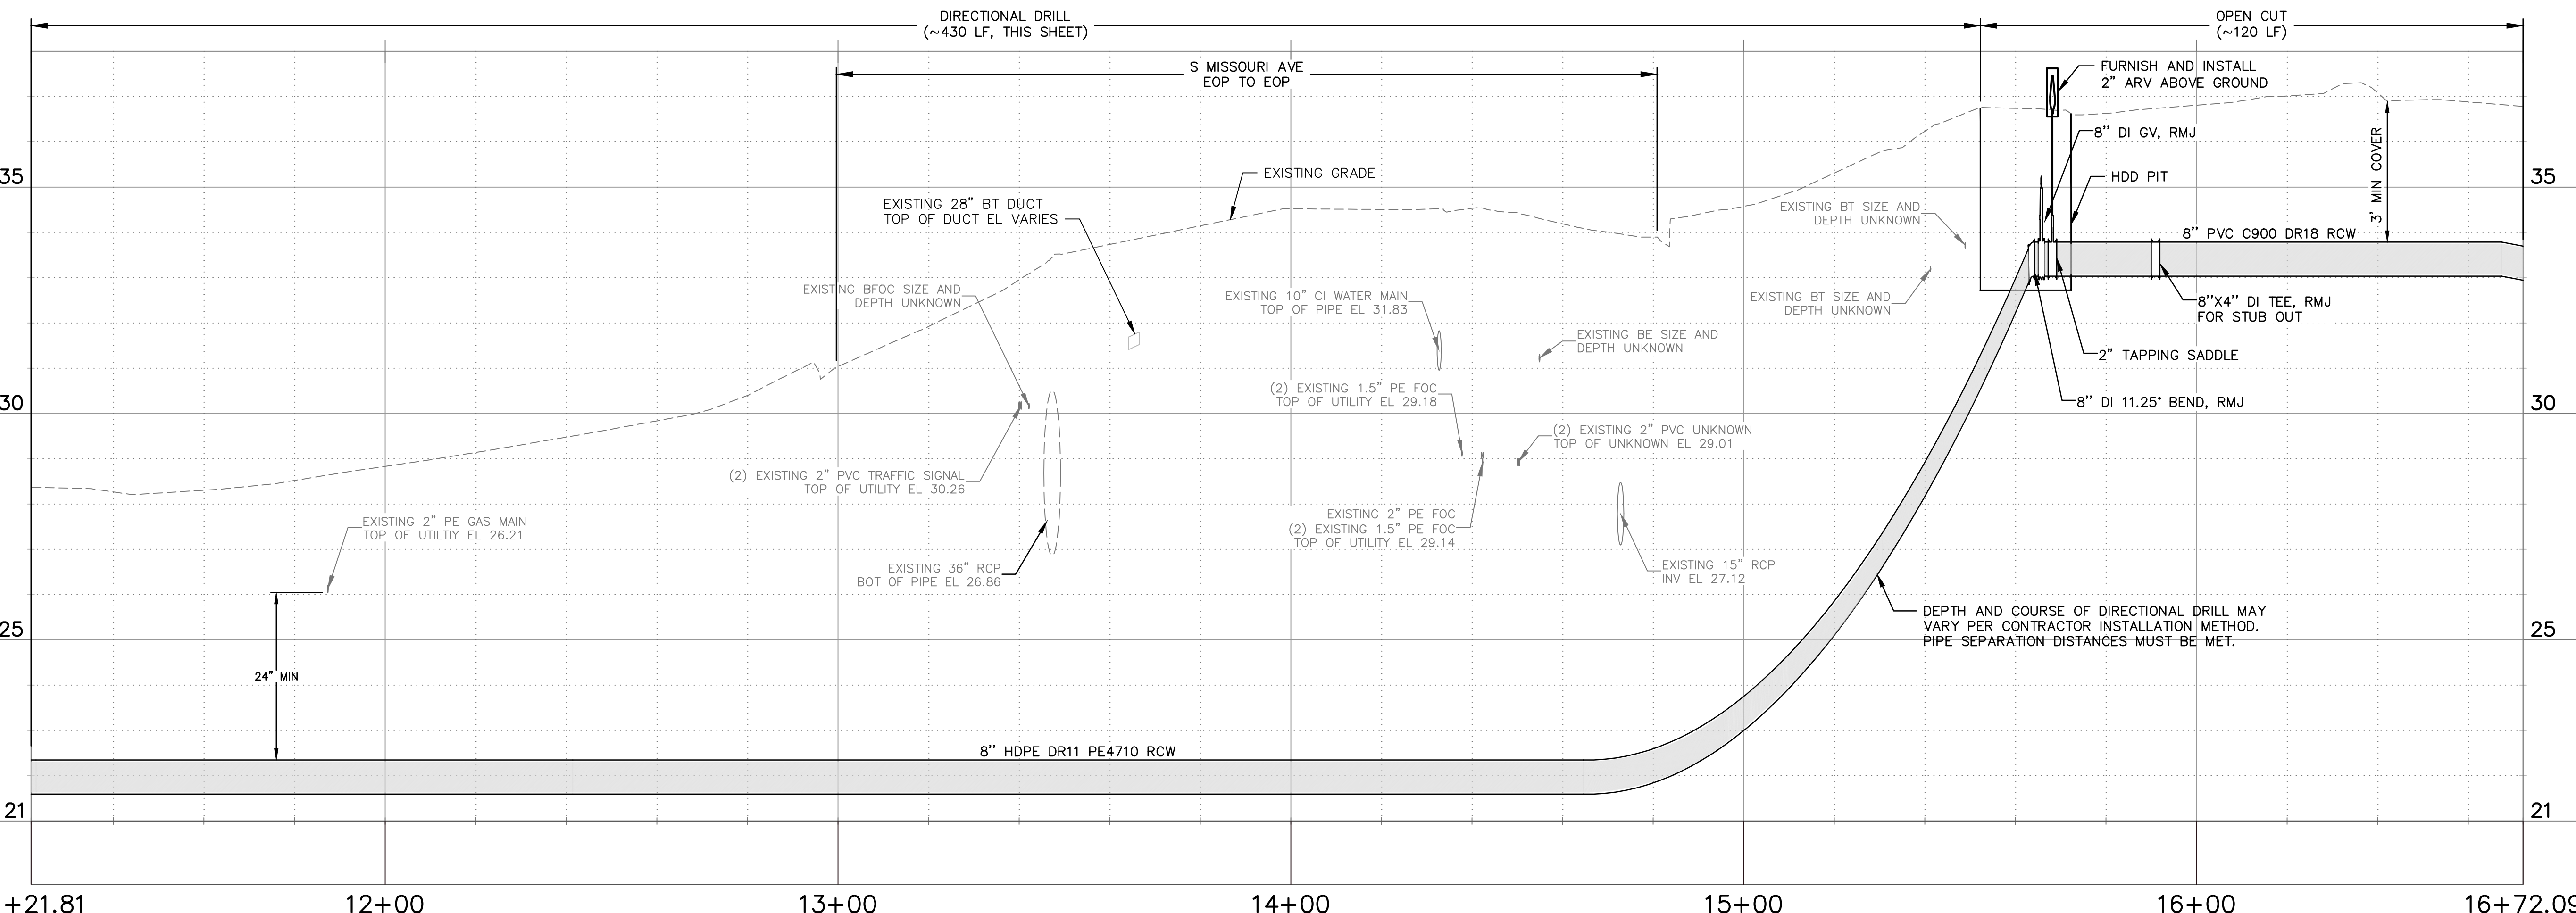 DIRECTIONAL DRILL
(~430 LF, THIS SHEET)
OPEN CUT
(~120 LF)
S MISSOURI AVE
EOP TO EOP
FURNISH AND INSTALL
2" ARV ABOVE GROUND
8" DI GV, RMJ
HDD PIT
3' MIN COVER
35
35
EXISTING GRADE
EXISTING 28" BT DUCT
TOP OF DUCT EL VARIES
EXISTING BT SIZE AND
DEPTH UNKNOWN
8" PVC C900 DR18 RCW
EXISTING BFOC SIZE AND
DEPTH UNKNOWN
EXISTING 10" CI WATER MAIN
TOP OF PIPE EL 31.83
EXISTING BT SIZE AND
DEPTH UNKNOWN
8"X4" DI TEE, RMJ
FOR STUB OUT
EXISTING BE SIZE AND
DEPTH UNKNOWN
2" TAPPING SADDLE
(2) EXISTING 1.5" PE FOC
TOP OF UTILITY EL 29.18
8" DI 11.25° BEND, RMJ
30
30
(2) EXISTING 2" PVC UNKNOWN
TOP OF UNKNOWN EL 29.01
(2) EXISTING 2" PVC TRAFFIC SIGNAL
TOP OF UTILITY EL 30.26
EXISTING 2" PE GAS MAIN
TOP OF UTILTIY EL 26.21
EXISTING 2" PE FOC
(2) EXISTING 1.5" PE FOC
TOP OF UTILITY EL 29.14
EXISTING 36" RCP
BOT OF PIPE EL 26.86
EXISTING 15" RCP
INV EL 27.12
DEPTH AND COURSE OF DIRECTIONAL DRILL MAY
VARY PER CONTRACTOR INSTALLATION METHOD.
PIPE SEPARATION DISTANCES MUST BE MET.
25
25
24" MIN
8" HDPE DR11 PE4710 RCW
21
21
+21.81
12+00
13+00
14+00
15+00
16+00
16+72.09